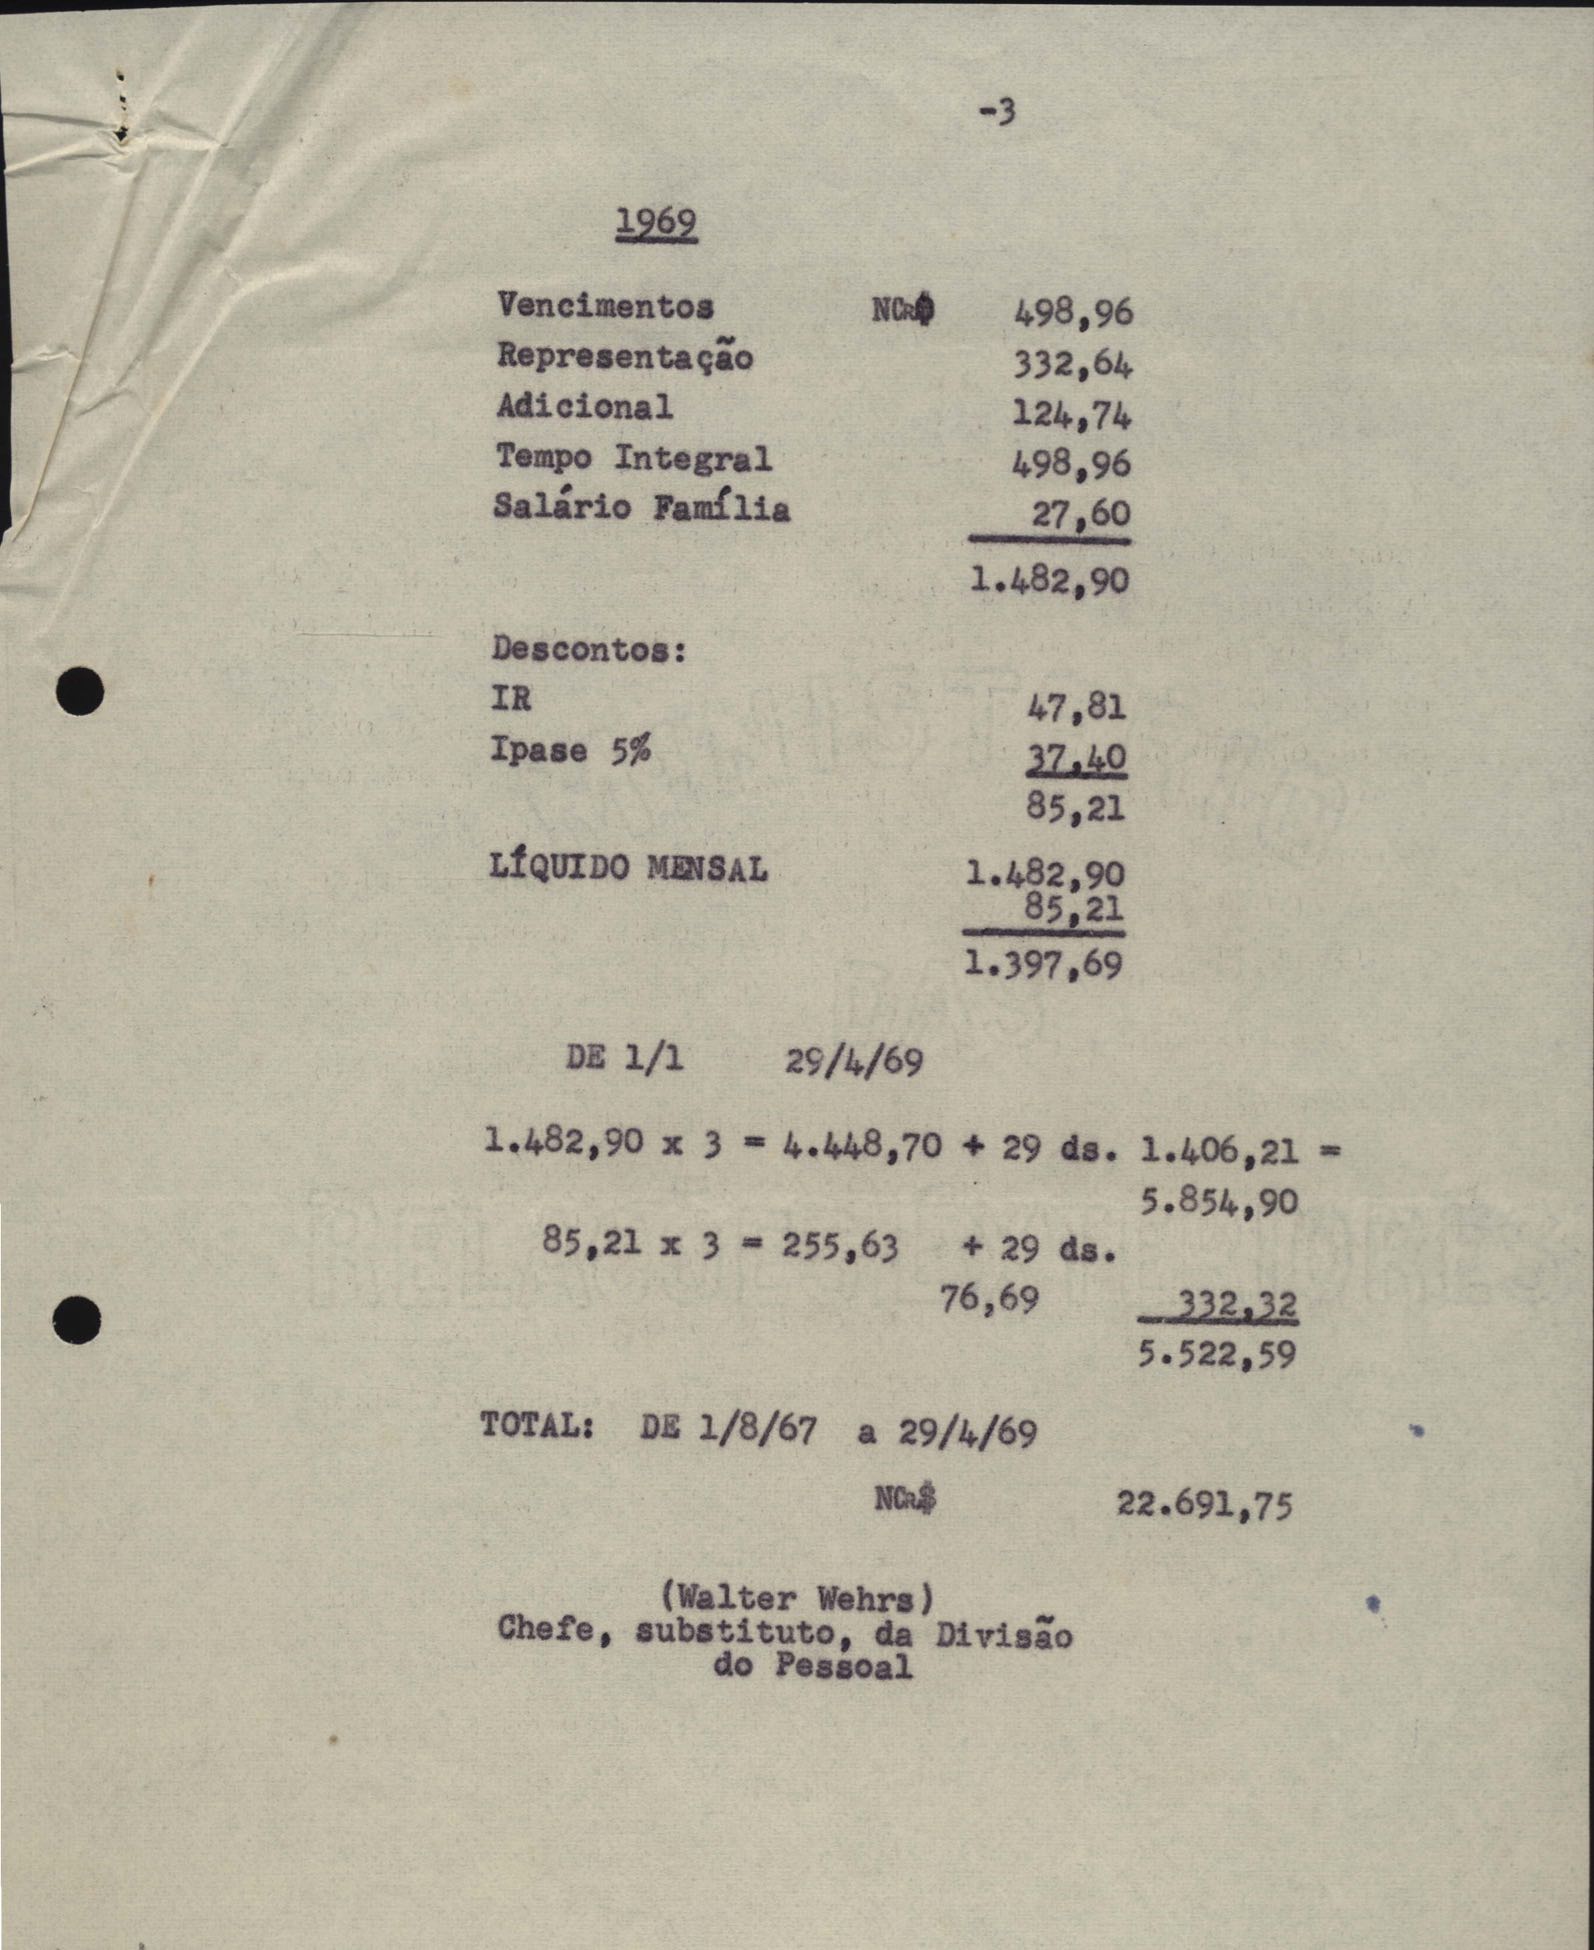 -3
1969
Vencimentos NCR$ 498,96
Representação 332,64
Adicional 124,74
Tempo Integral 498,96
Salário Família 27,60
1.482,90
Descontos:
IR 47,81
Ipase 5% 37,40
85,21
LÍQUIDO MENSAL 1.482,90
85,21
1.397,69
DE 1/1 29/4/69
1.482,90 x 3 = 4.448,70 + 29 ds. 1.406,21 =
5.854,90
85,21 x 3 = 255,63 + 29 ds.
76,69 332,32
5.522,59
TOTAL: DE 1/8/67 a 29/4/69
NCR$ 22.691,75
(Walter Wehrs)
Chefe, substituto, da Divisão
do Pessoal